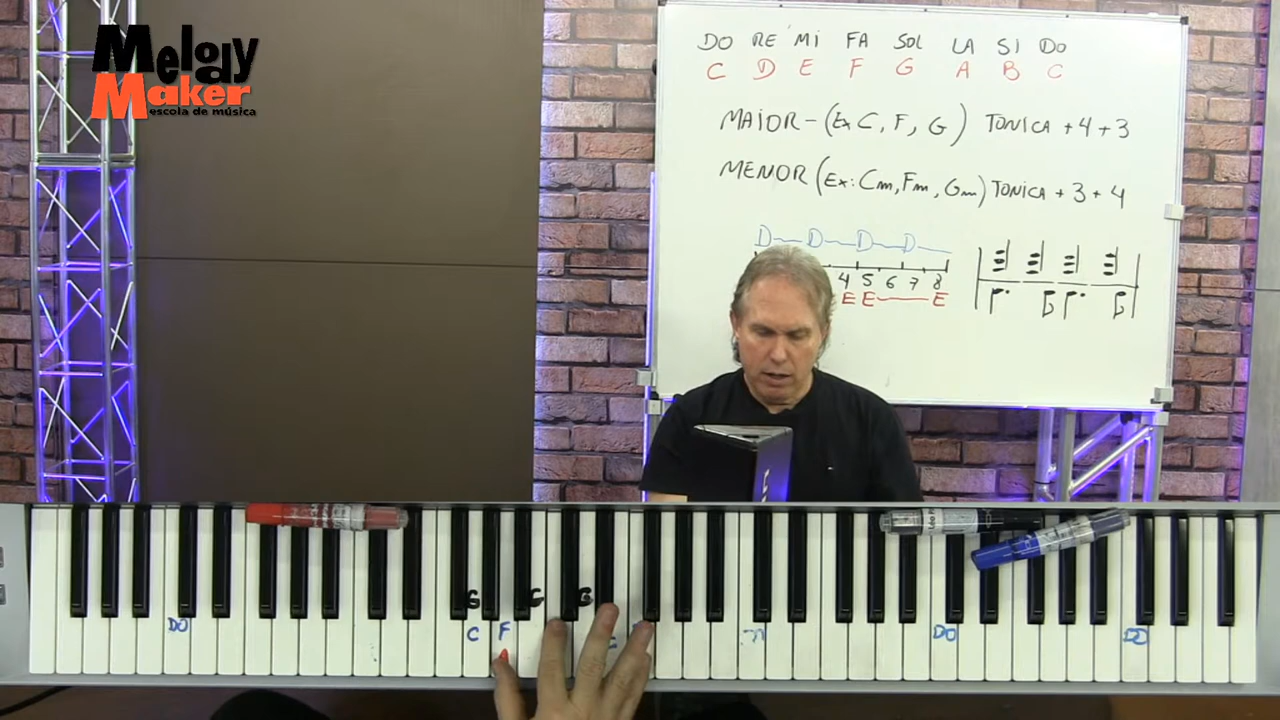 Melody
Maker
escola de música
DO RE MI FA SOL LA SI DO
C D E F G A B C
MAIOR - (Ex C, F, G) TONICA +4+3
MENOR (Ex: Cm, Fm, Gm) TONICA + 3 + 4
D D D D
4 5 6 7 8
E E E
G G G
DO C F DO DO